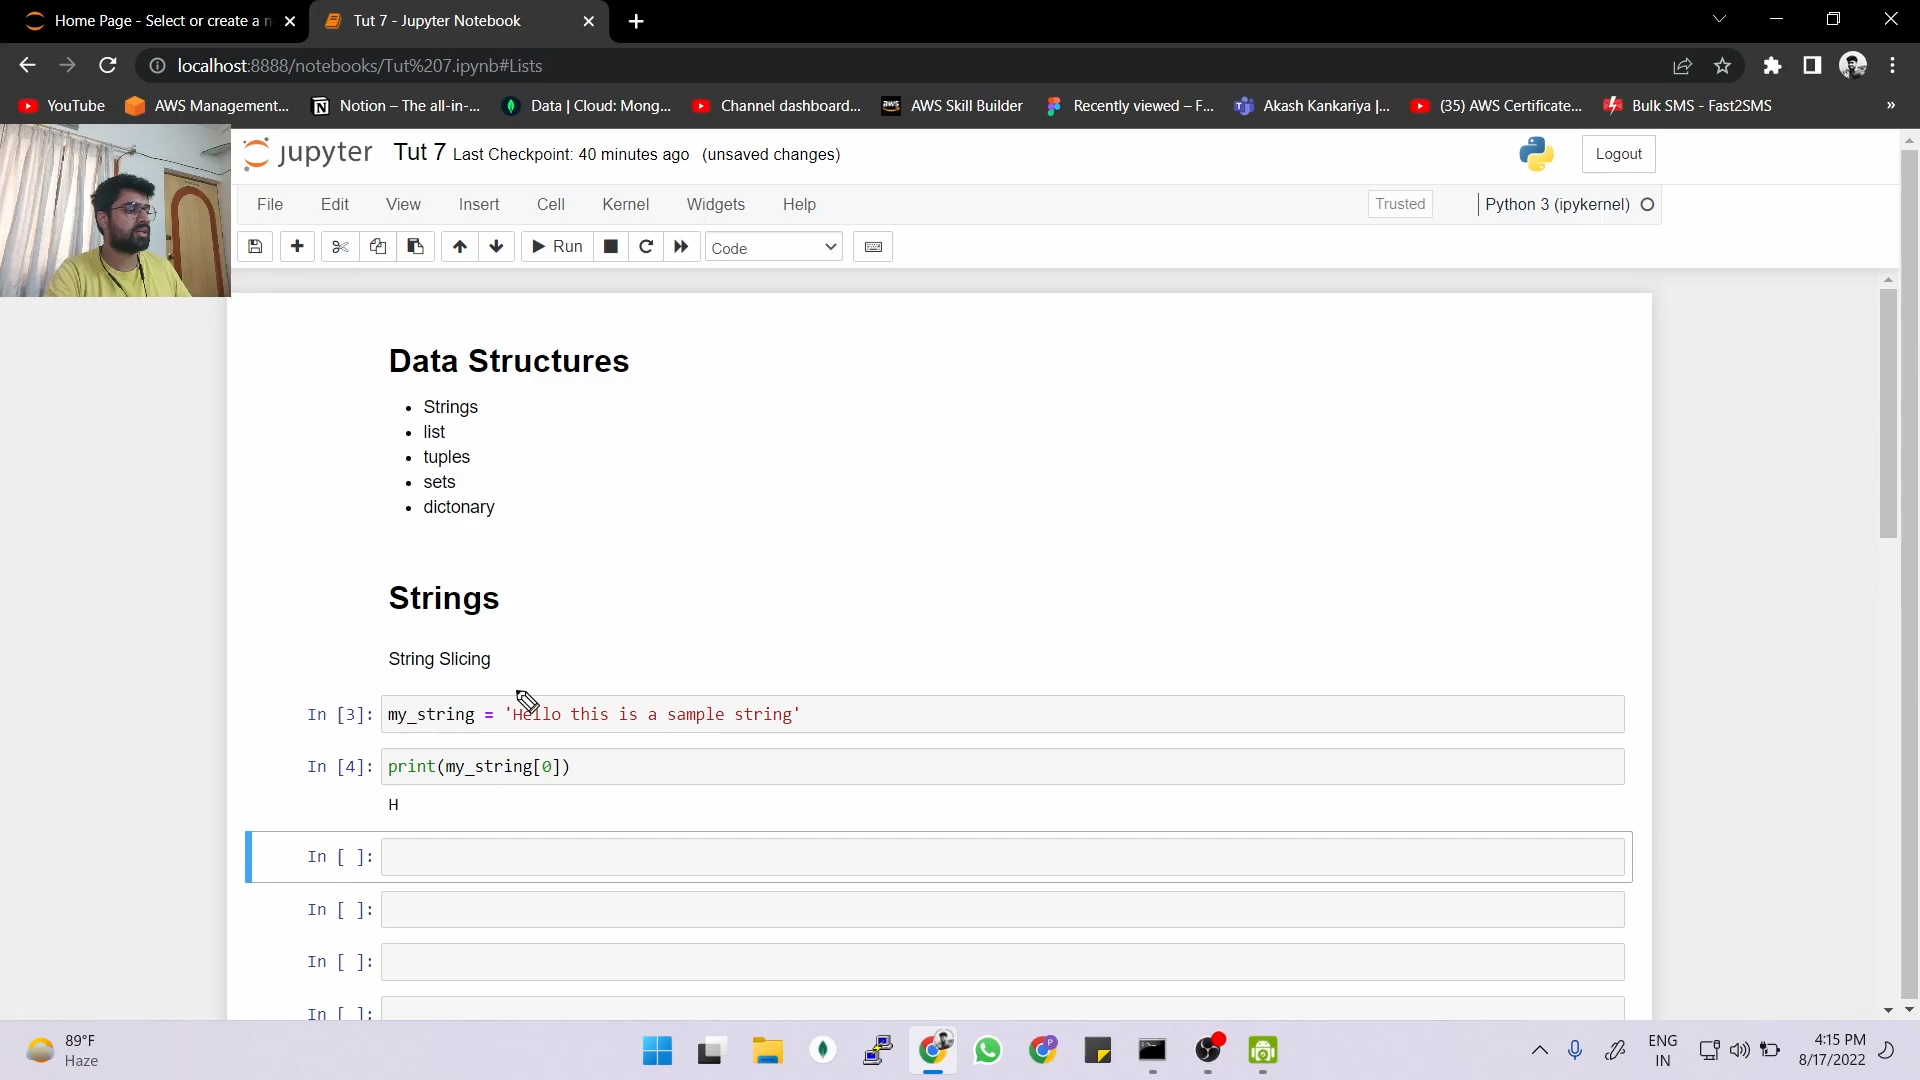 Home Page - Select or create a n
Tut 7 - Jupyter Notebook
localhost:8888/notebooks/Tut%207.ipynb#Lists
YouTube
AWS Management...
Notion – The all-in-...
Data | Cloud: Mong...
Channel dashboard...
aws
AWS Skill Builder
Recently viewed – F...
Akash Kankariya |...
(35) AWS Certificate...
Bulk SMS - Fast2SMS
»
jupyter Tut 7 Last Checkpoint: 40 minutes ago (unsaved changes)
Logout
File Edit View Insert Cell Kernel Widgets Help
Trusted
Python 3 (ipykernel)
Run
Code
Data Structures
• Strings
• list
• tuples
• sets
• dictonary
Strings
String Slicing
In [3]: my_string = 'Hello this is a sample string'
In [4]: print(my_string[0])
H
In [ ]:
In [ ]:
In [ ]:
In [ ]:
89°F
Haze
ENG
IN
4:15 PM
8/17/2022